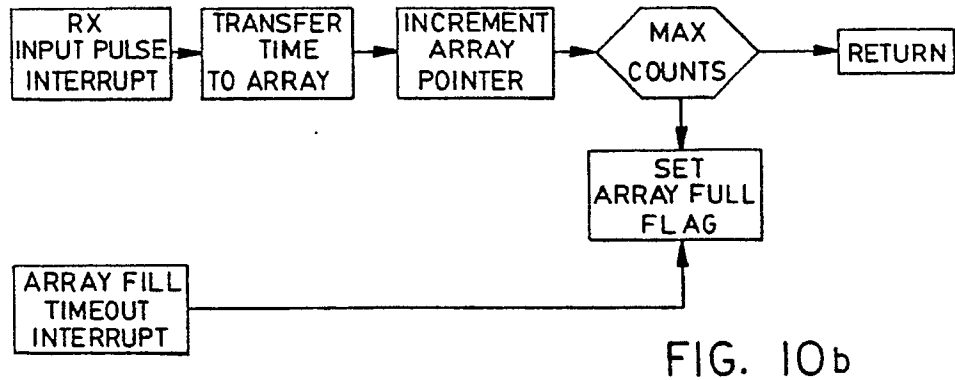 RX
INPUT PULSE
INTERRUPT
TRANSFER
TIME
TO ARRAY
INCREMENT
ARRAY
POINTER
MAX
COUNTS
RETURN
SET
ARRAY FULL
FLAG
ARRAY FILL
TIMEOUT
INTERRUPT
FIG. 10b